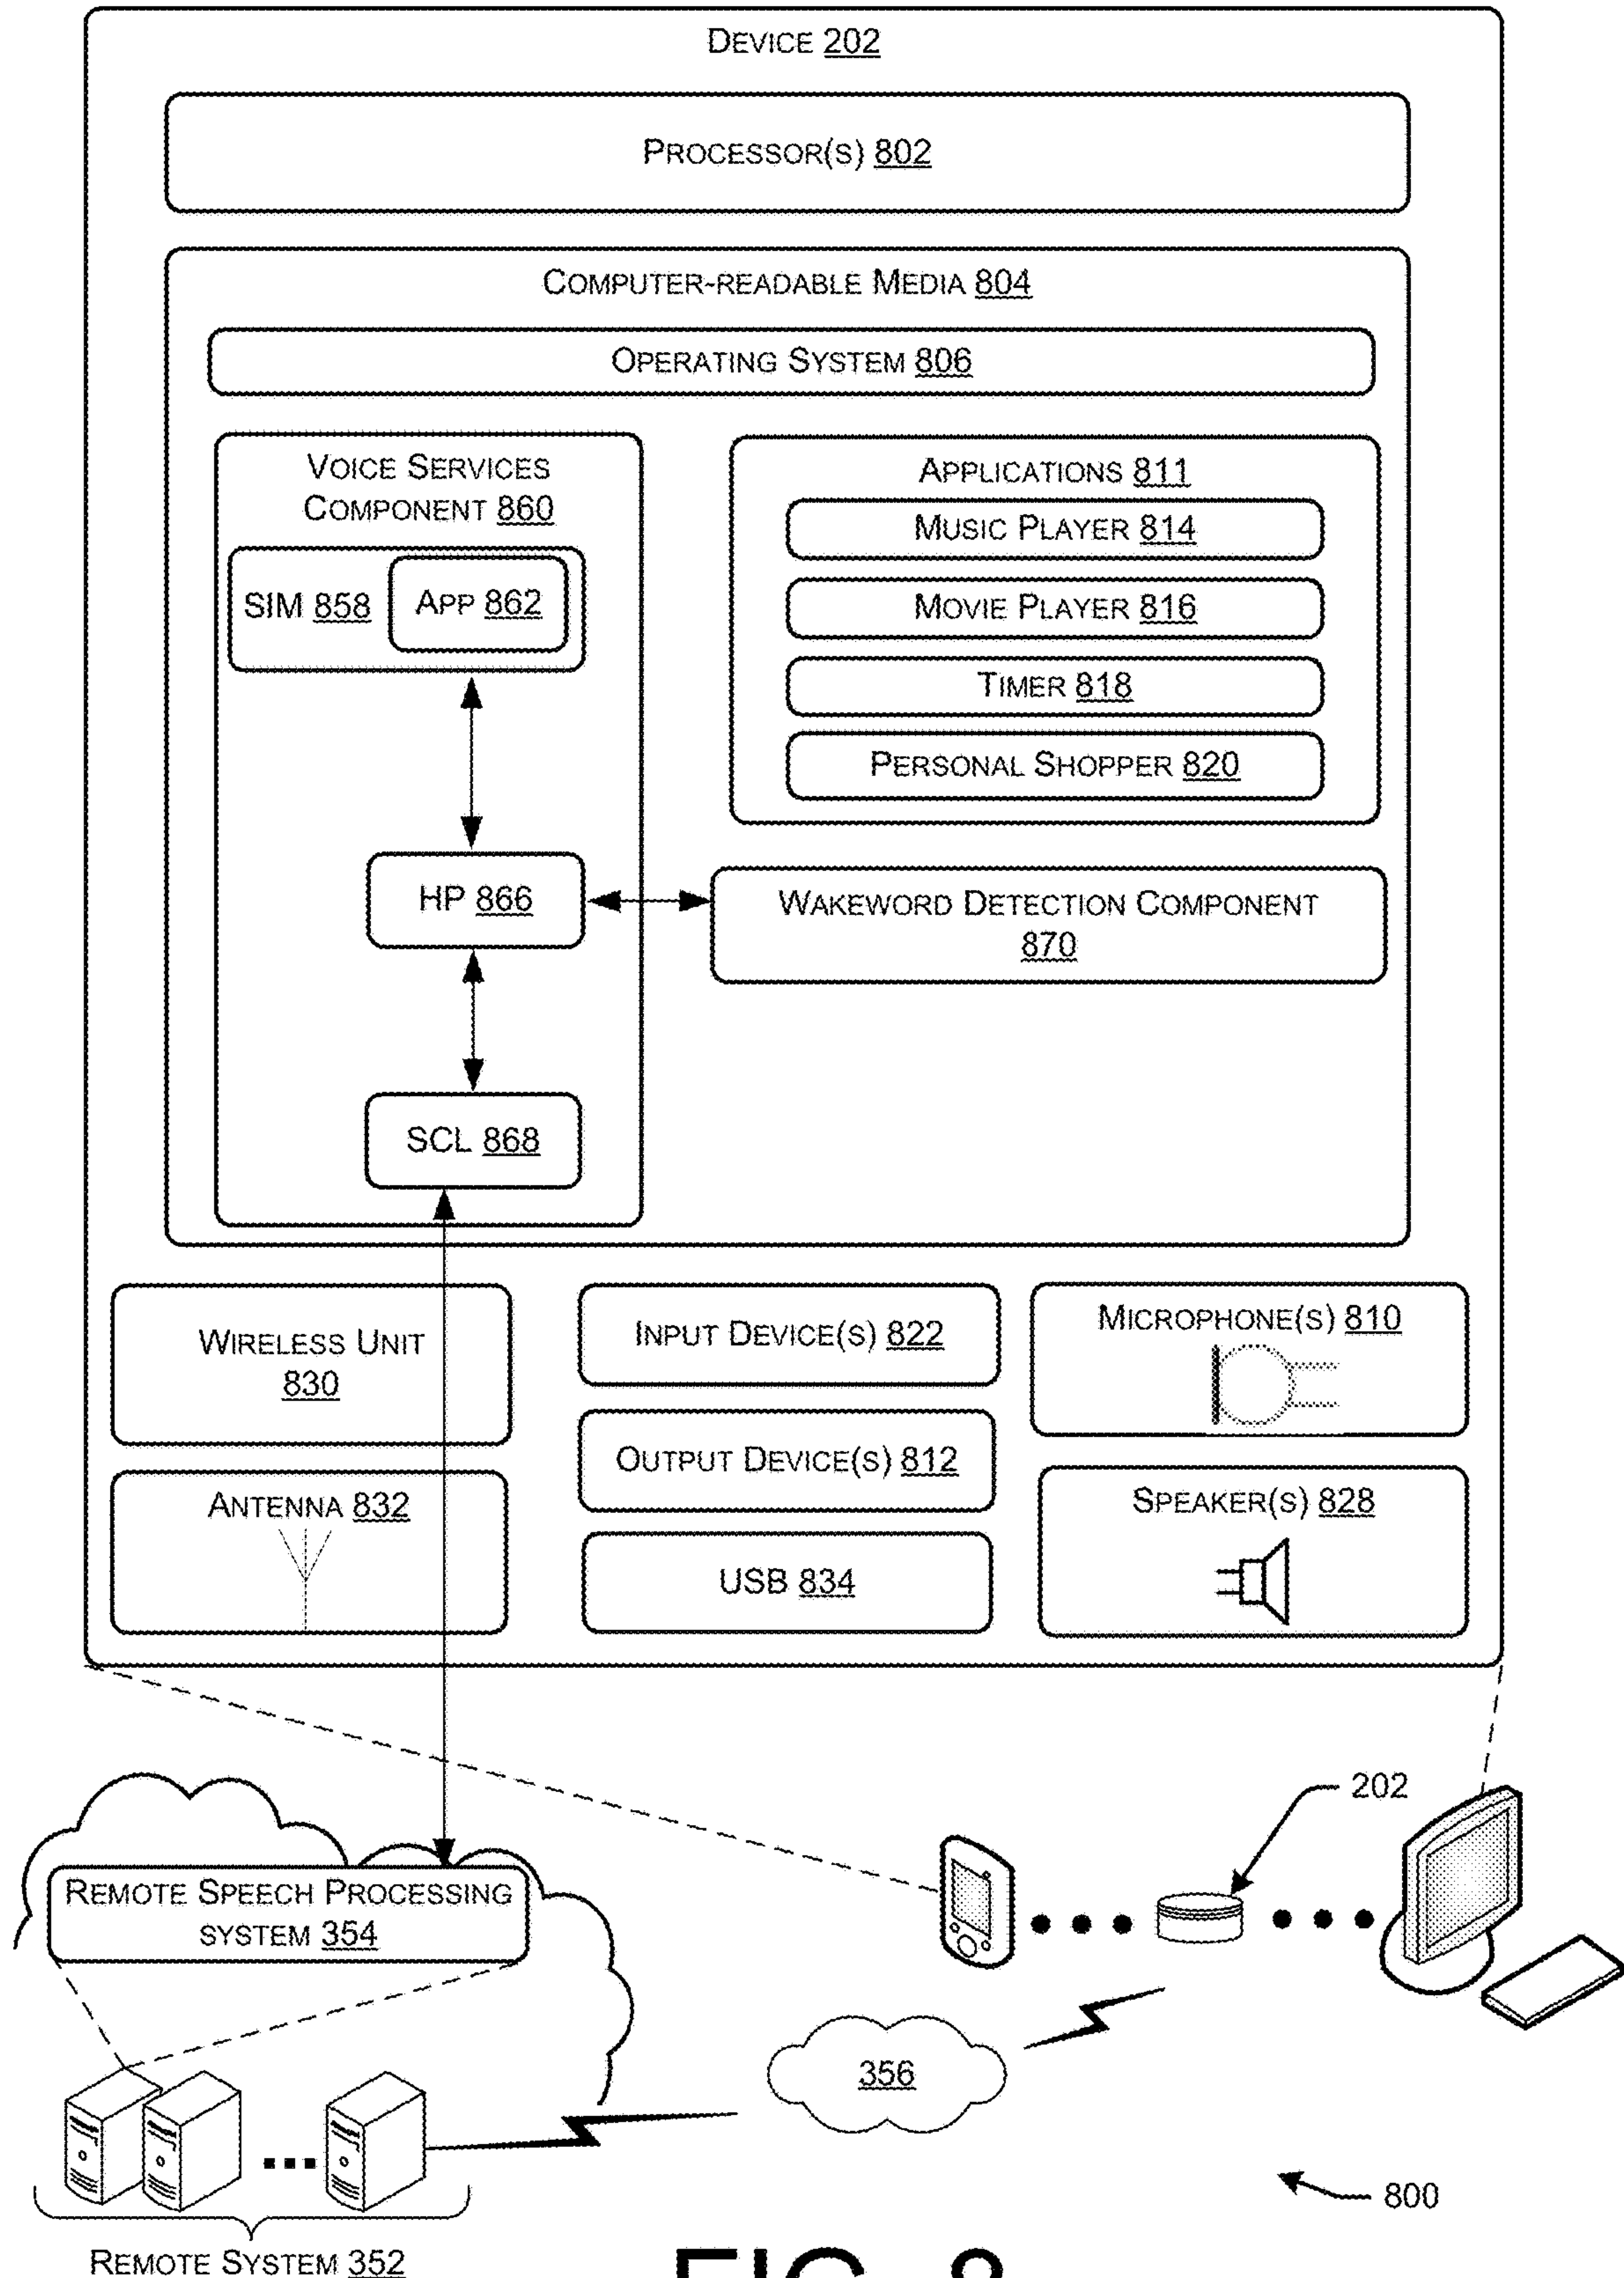 DEVICE 202
PROCESSOR(S) 802
COMPUTER-READABLE MEDIA 804
OPERATING SYSTEM 806
VOICE SERVICES
COMPONENT 860
SIM 858
APP 862
HP 866
SCL 868
APPLICATIONS 811
MUSIC PLAYER 814
MOVIE PLAYER 816
TIMER 818
PERSONAL SHOPPER 820
WAKEWORD DETECTION COMPONENT
870
WIRELESS UNIT
830
ANTENNA 832
INPUT DEVICE(S) 822
OUTPUT DEVICE(S) 812
USB 834
MICROPHONE(S) 810
SPEAKER(S) 828
202
REMOTE SPEECH PROCESSING
SYSTEM 354
356
800
REMOTE SYSTEM 352
FIG. 8